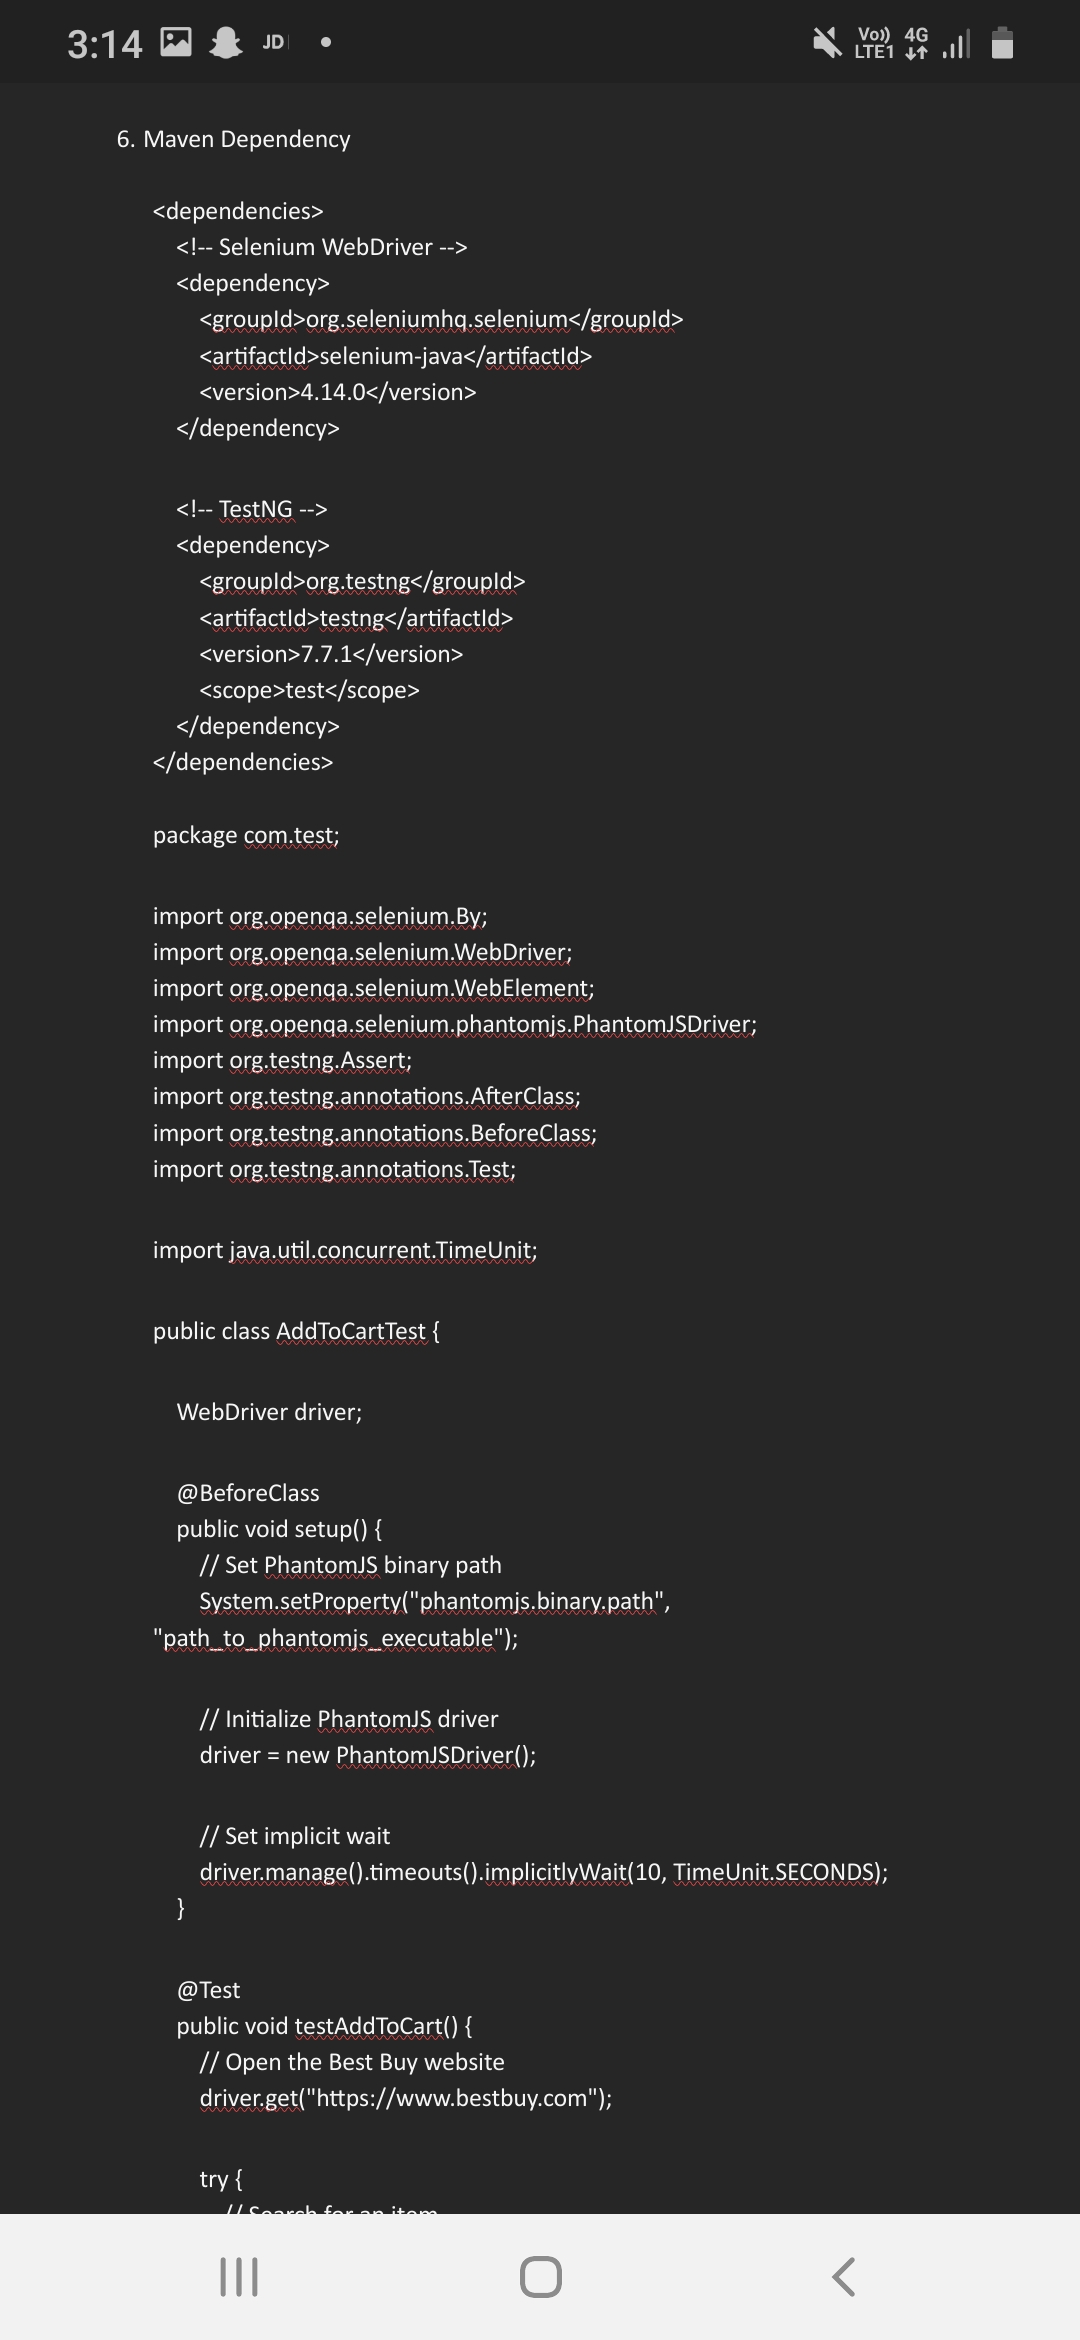 3:14 JD
Vo)) 4G
LTE1
6. Maven Dependency
<dependencies>
<!-- Selenium WebDriver -->
<dependency>
<groupId>org.seleniumhq.selenium</groupId>
<artifactId>selenium-java</artifactId>
<version>4.14.0</version>
</dependency>
<!-- TestNG -->
<dependency>
<groupId>org.testng</groupId>
<artifactId>testng</artifactId>
<version>7.7.1</version>
<scope>test</scope>
</dependency>
</dependencies>
package com.test;
import org.openqa.selenium.By;
import org.openqa.selenium.WebDriver;
import org.openqa.selenium.WebElement;
import org.openqa.selenium.phantomjs.PhantomJSDriver;
import org.testng.Assert;
import org.testng.annotations.AfterClass;
import org.testng.annotations.BeforeClass;
import org.testng.annotations.Test;
import java.util.concurrent.TimeUnit;
public class AddToCartTest {
WebDriver driver;
@BeforeClass
public void setup() {
// Set PhantomJS binary path
System.setProperty("phantomjs.binary.path",
"path_to_phantomjs_executable");
// Initialize PhantomJS driver
driver = new PhantomJSDriver();
// Set implicit wait
driver.manage().timeouts().implicitlyWait(10, TimeUnit.SECONDS);
}
@Test
public void testAddToCart() {
// Open the Best Buy website
driver.get("https://www.bestbuy.com");
try {
// Search for an item